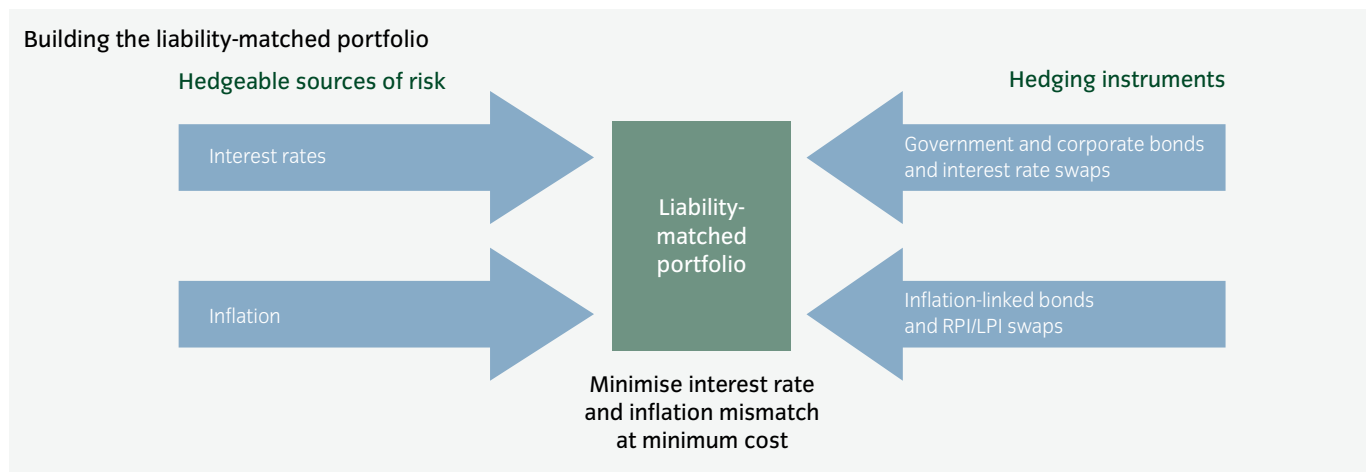 Building the liability-matched portfolio
Hedgeable sources of risk
Hedging instruments
Interest rates
Inflation
Liability-
matched
portfolio
Government and corporate bonds
and interest rate swaps
Inflation-linked bonds
and RPI/LPI swaps
Minimise interest rate
and inflation mismatch
at minimum cost